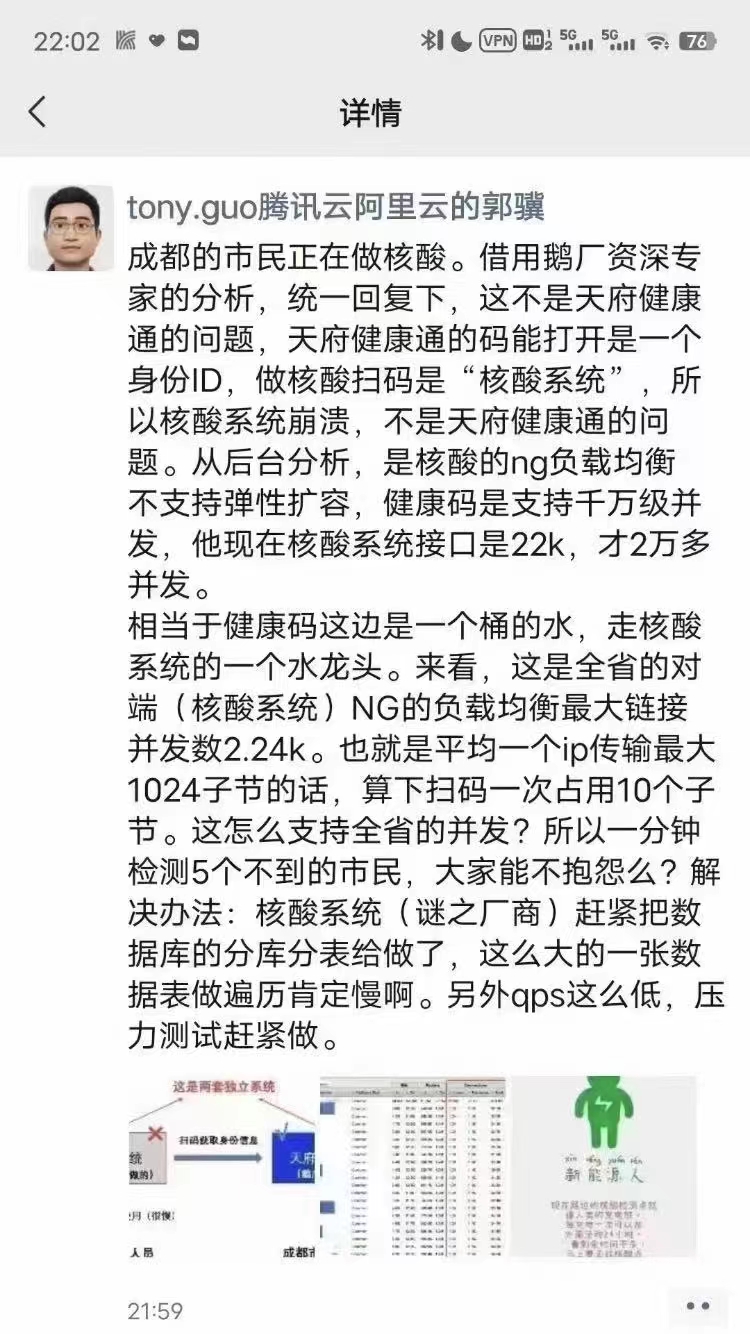 22:02
VPN HD 1 2 5G 5G 76
详情
tony.guo腾讯云阿里云的郭骥
成都的市民正在做核酸。借用鹅厂资深专
家的分析，统一回复下，这不是天府健康
通的问题，天府健康通的码能打开是一个
身份ID，做核酸扫码是“核酸系统”，所
以核酸系统崩溃，不是天府健康通的问
题。从后台分析，是核酸的ng负载均衡
不支持弹性扩容，健康码是支持千万级并
发，他现在核酸系统接口是22k，才2万多
并发。
相当于健康码这边是一个桶的水，走核酸
系统的一个水龙头。来看，这是全省的对
端（核酸系统）NG的负载均衡最大链接
并发数2.24k。也就是平均一个ip传输最大
1024子节的话，算下扫码一次占用10个子
节。这怎么支持全省的并发？所以一分钟
检测5个不到的市民，大家能不抱怨么？解
决办法：核酸系统（谜之厂商）赶紧把数
据库的分库分表给做了，这么大的一张数
据表做遍历肯定慢啊。另外qps这么低，压
力测试赶紧做。
这是两套独立系统
扫码获取身份信息
统
做的）
天府
月（很慢）
人员
成都市
xīn néng yuán rén
新能源人
21:59